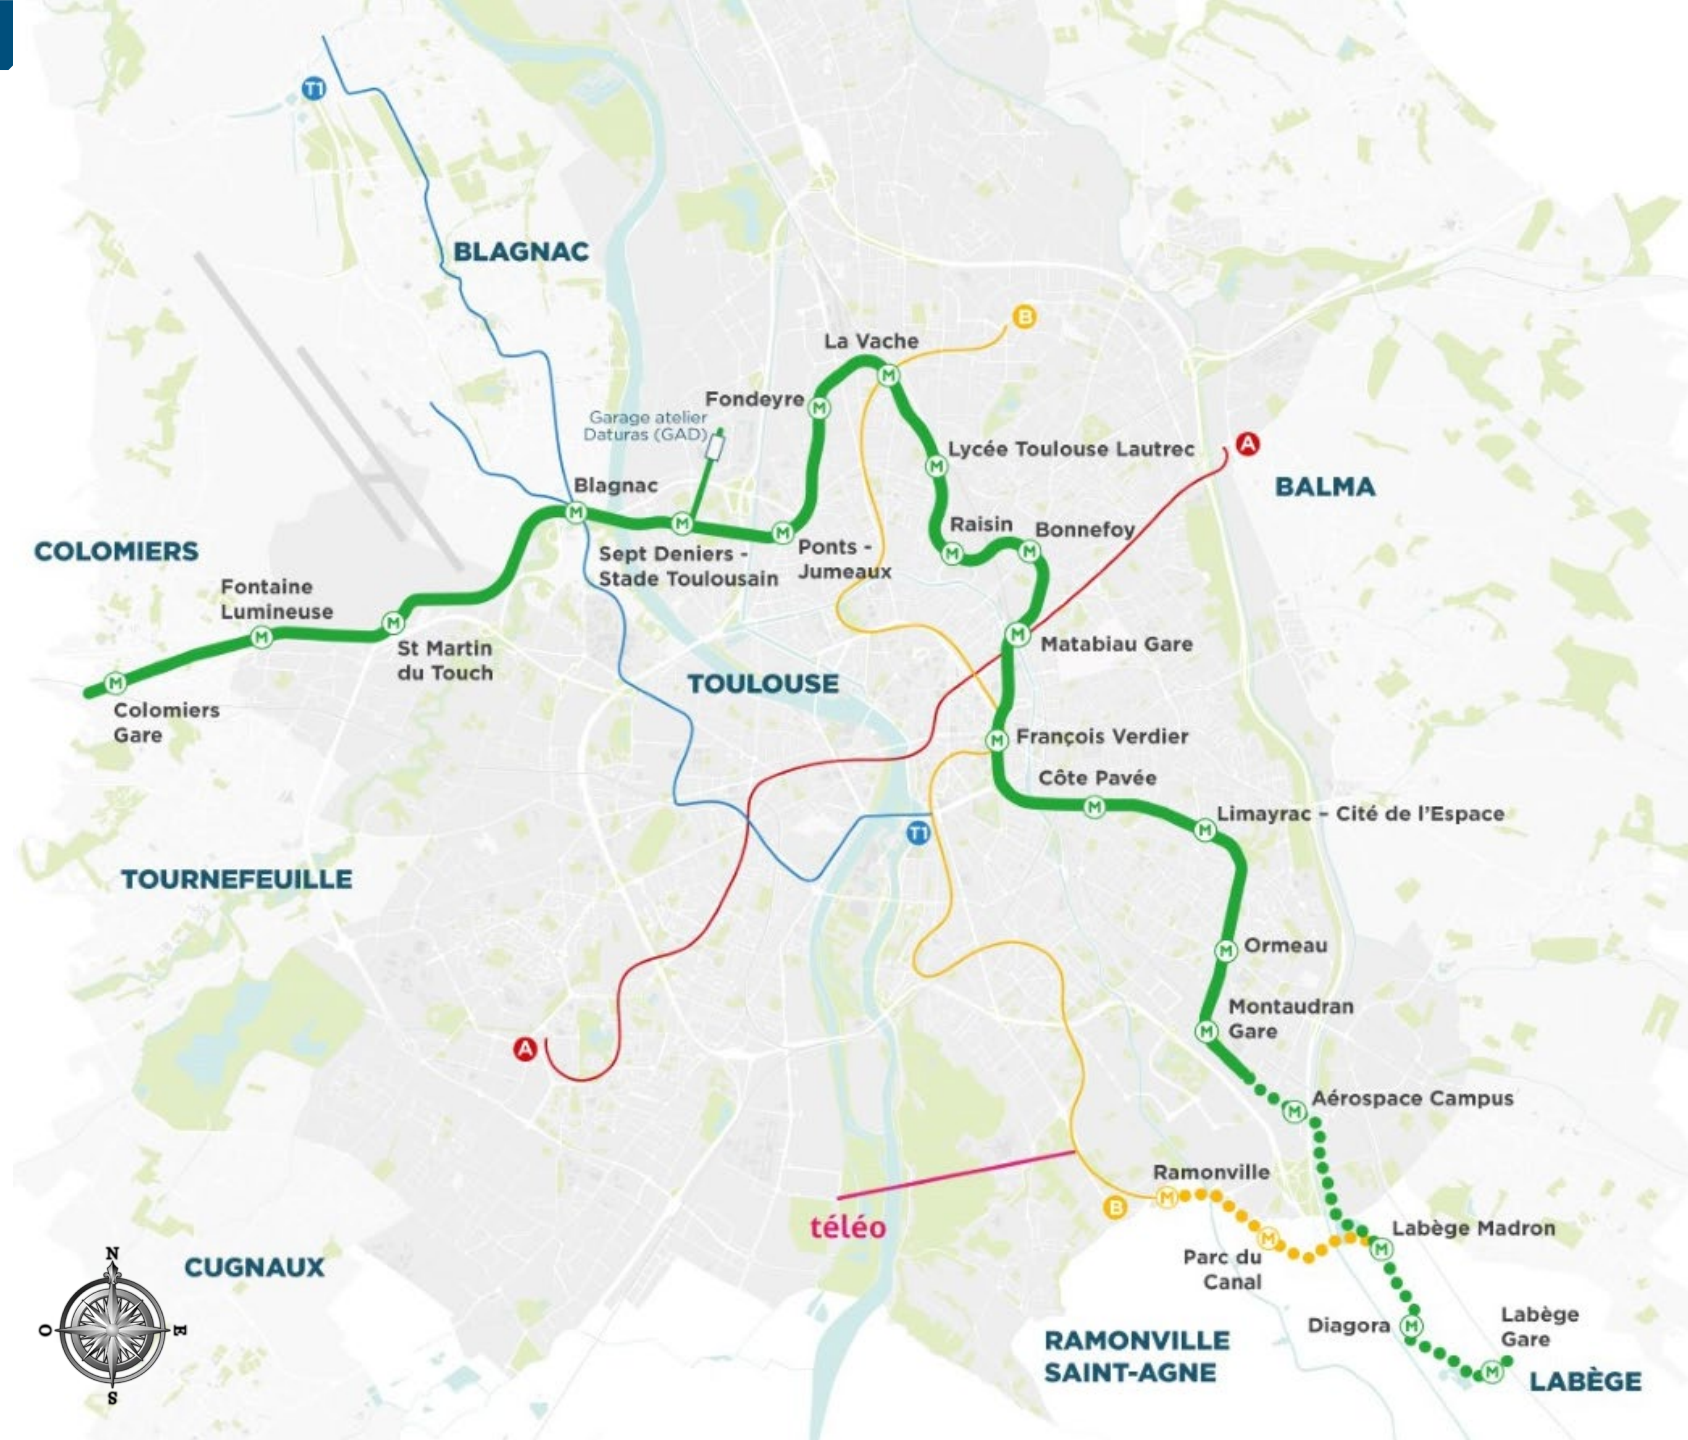 T1
BLAGNAC
B
La Vache
Fondeyre
Garage atelier
Daturas (GAD)
M
M
Lycée Toulouse Lautrec
M
A
BALMA
Blagnac
M
M
M
Sept Deniers -
Stade Toulousain
Ponts -
Jumeaux
Raisin
M
Bonnefoy
M
COLOMIERS
Fontaine
Lumineuse
M
M
St Martin
du Touch
M
Colomiers
Gare
M
Matabiau Gare
TOULOUSE
M
François Verdier
Côte Pavée
M
M
Limayrac – Cité de l'Espace
T1
TOURNEFEUILLE
M
Ormeau
Montaudran
Gare
M
A
M
Aérospace Campus
Ramonville
B
M
téléo
M
Parc du
Canal
Labège Madron
M
CUGNAUX
N
O
E
S
Diagora
M
Labège
Gare
M
RAMONVILLE
SAINT-AGNE
LABÈGE